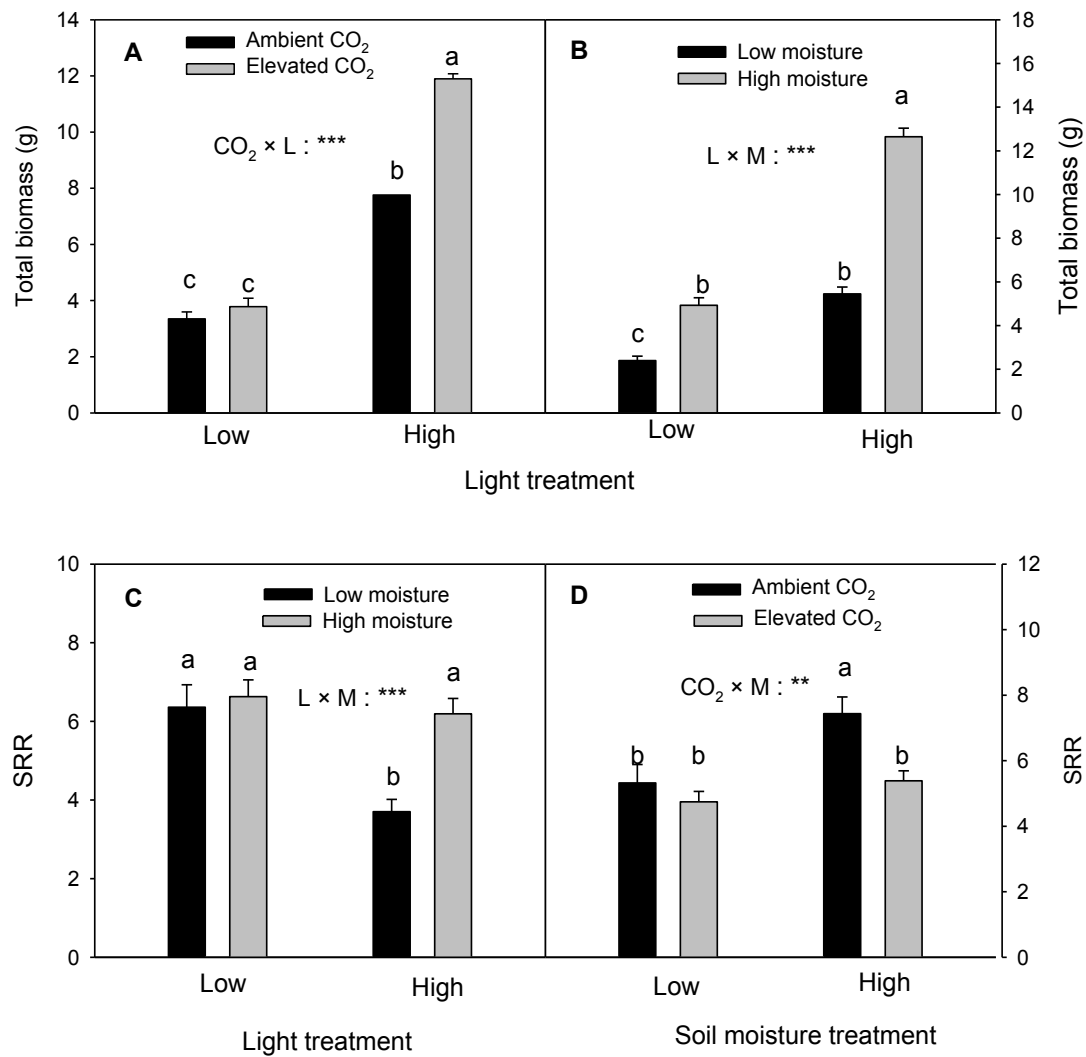 A
Ambient CO₂
Elevated CO₂
CO₂ × L : ***
c
c
b
a
Total biomass (g)
14
12
10
8
6
4
2
0
Low
High
B
Low moisture
High moisture
L × M : ***
c
b
b
a
Total biomass (g)
18
16
14
12
10
8
6
4
2
0
Low
High
Light treatment
C
Low moisture
High moisture
L × M : ***
a
a
b
a
SRR
10
8
6
4
2
0
Low
High
Light treatment
D
Ambient CO₂
Elevated CO₂
CO₂ × M : **
b
b
a
b
SRR
12
10
8
6
4
2
0
Low
High
Soil moisture treatment